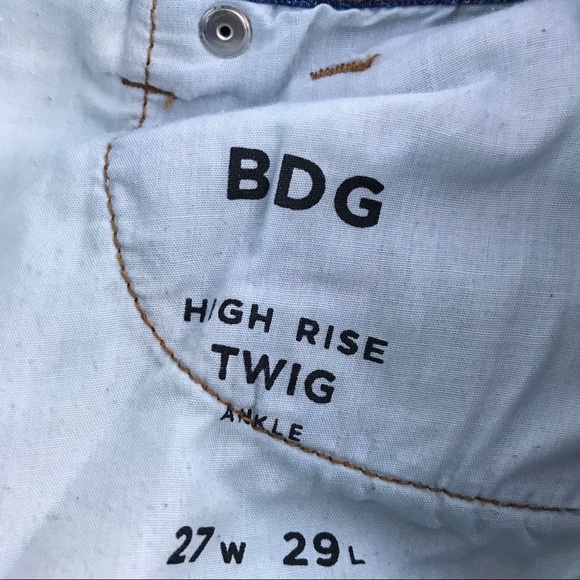 BDG
HIGH RISE
TWIG
ANKLE
27W 29L